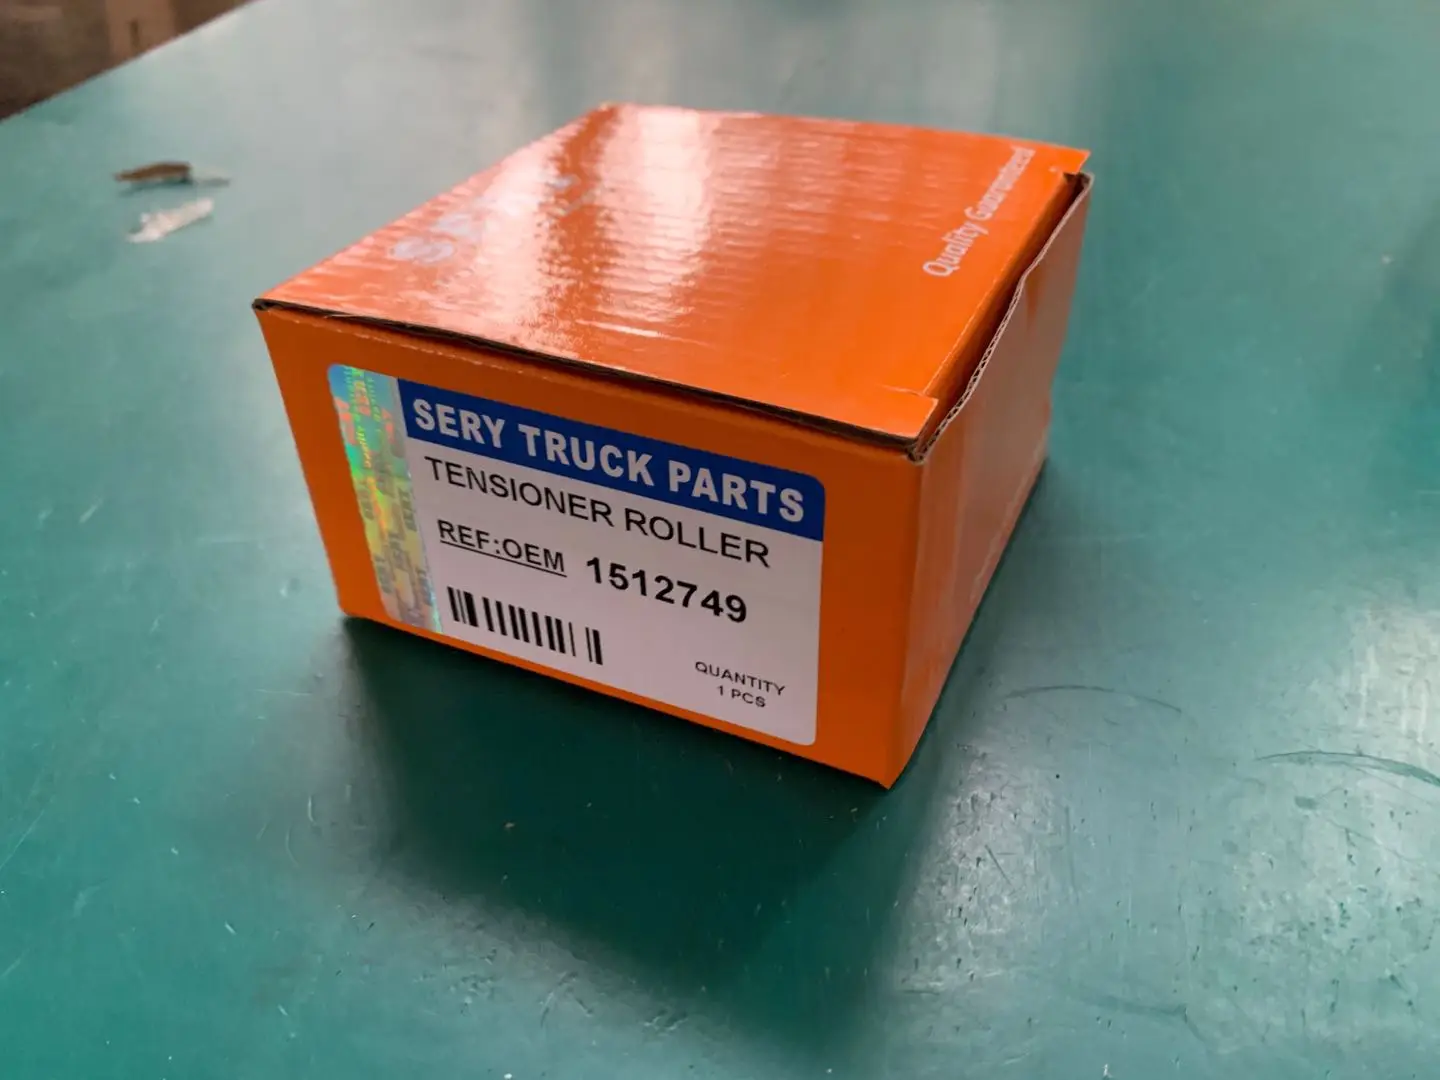 Quality Guaranteed
SERY TRUCK PARTS
TENSIONER ROLLER
REF:OEM 1512749
QUANTITY
1 PCS